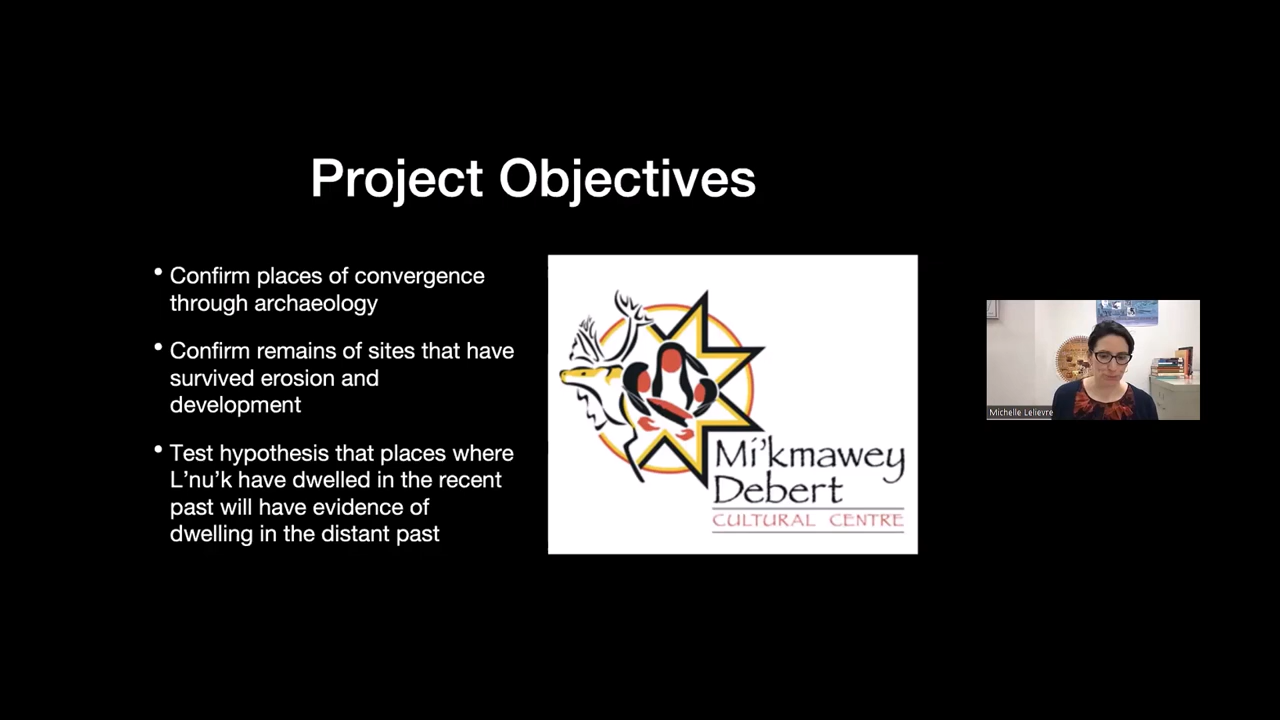 Project Objectives
• Confirm places of convergence
through archaeology
• Confirm remains of sites that have
survived erosion and
development
• Test hypothesis that places where
L’nu’k have dwelled in the recent
past will have evidence of
dwelling in the distant past
Mi’kmawey
Debert
CULTURAL CENTRE
Michelle Lelievre